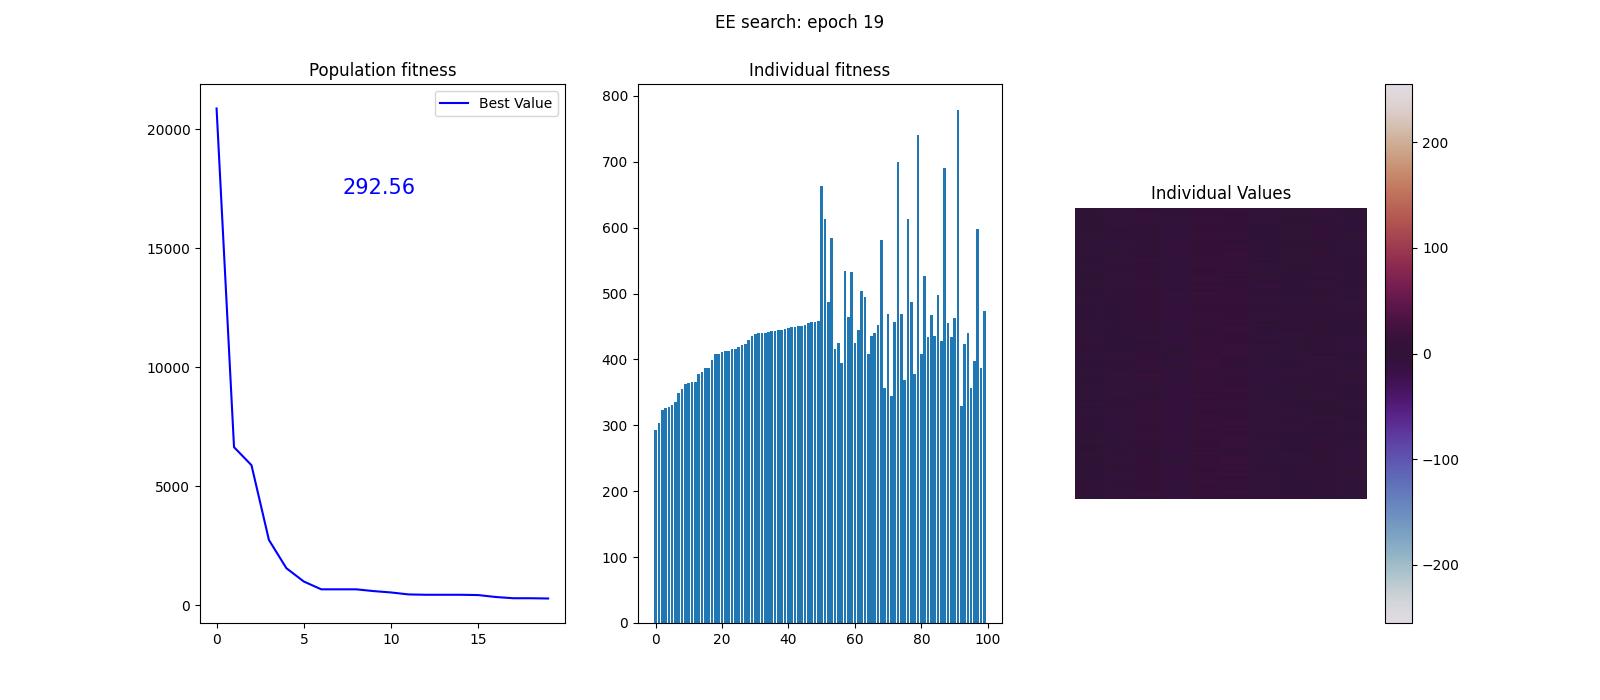 EE search: epoch 19
Population fitness
Best Value
292.56
20000
15000
10000
5000
0
0 5 10 15
Individual fitness
800
700
600
500
400
300
200
100
0
0 20 40 60 80 100
Individual Values
200
100
0
−100
−200